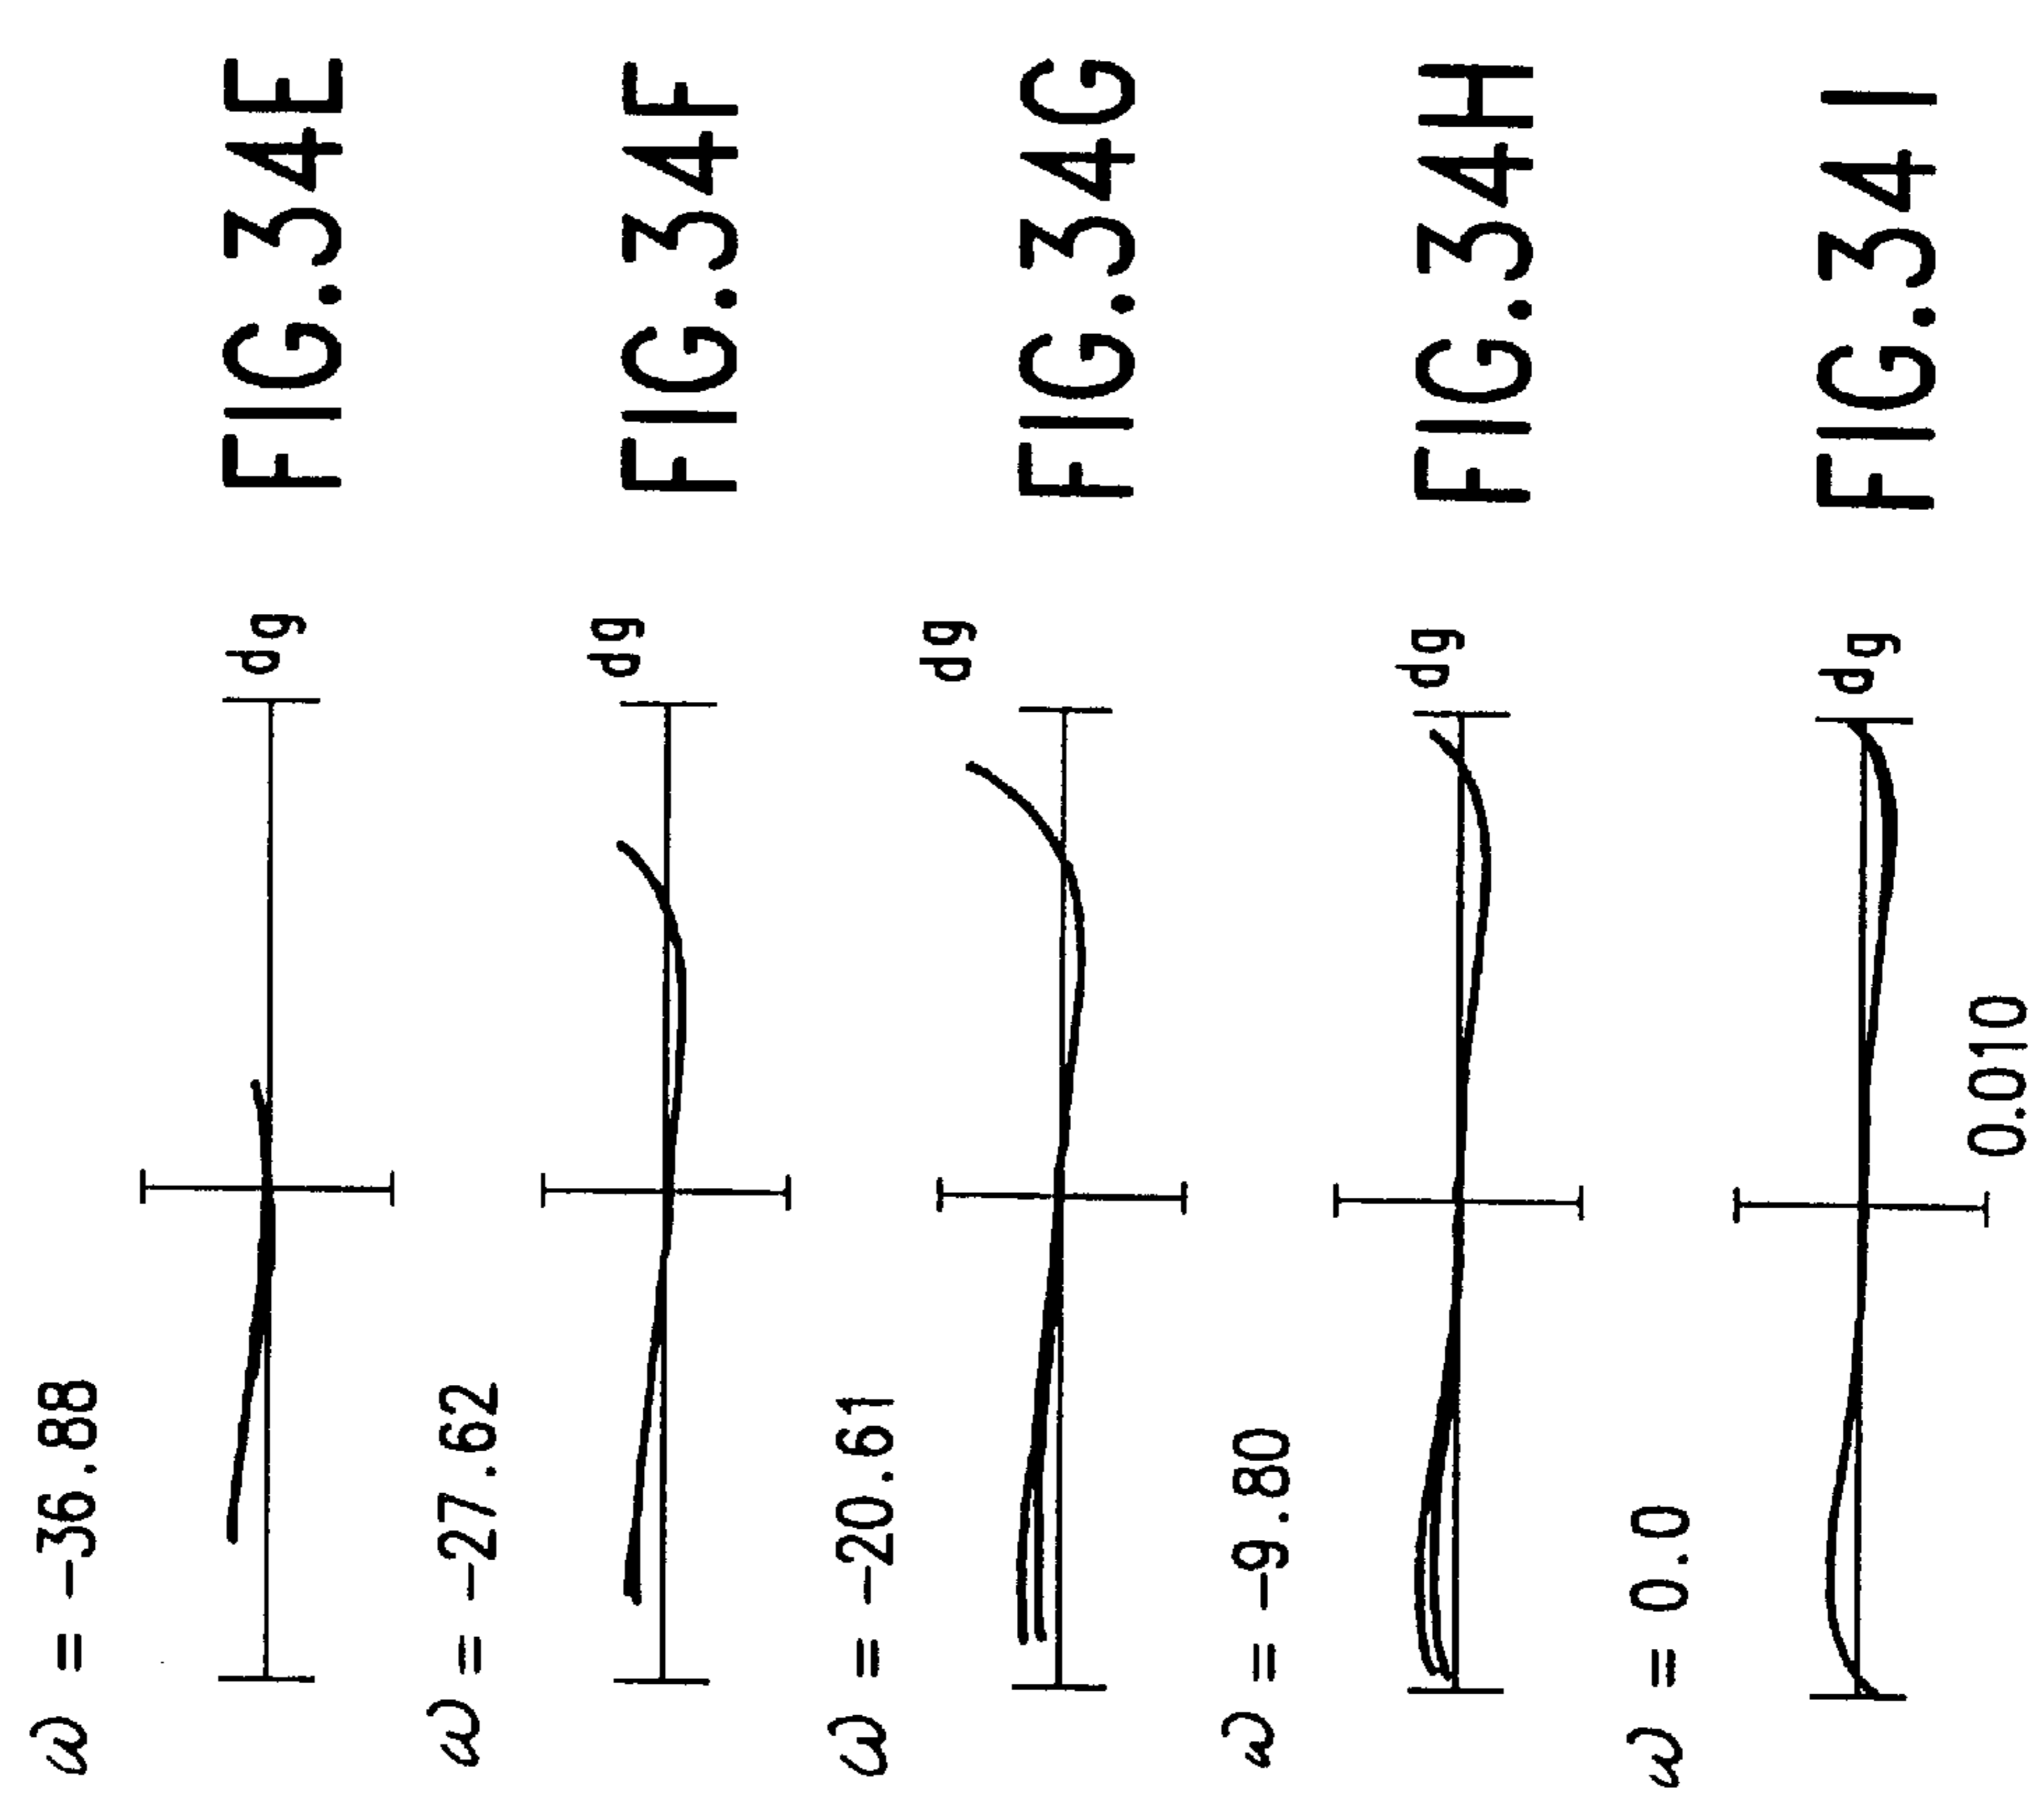 ω = -36.88
dg
FIG.34E
ω = -27.62
dg
FIG.34F
ω = -20.61
dg
FIG.34G
ω = -9.80
dg
FIG.34H
ω = 0.0
dg
FIG.34I
0.010